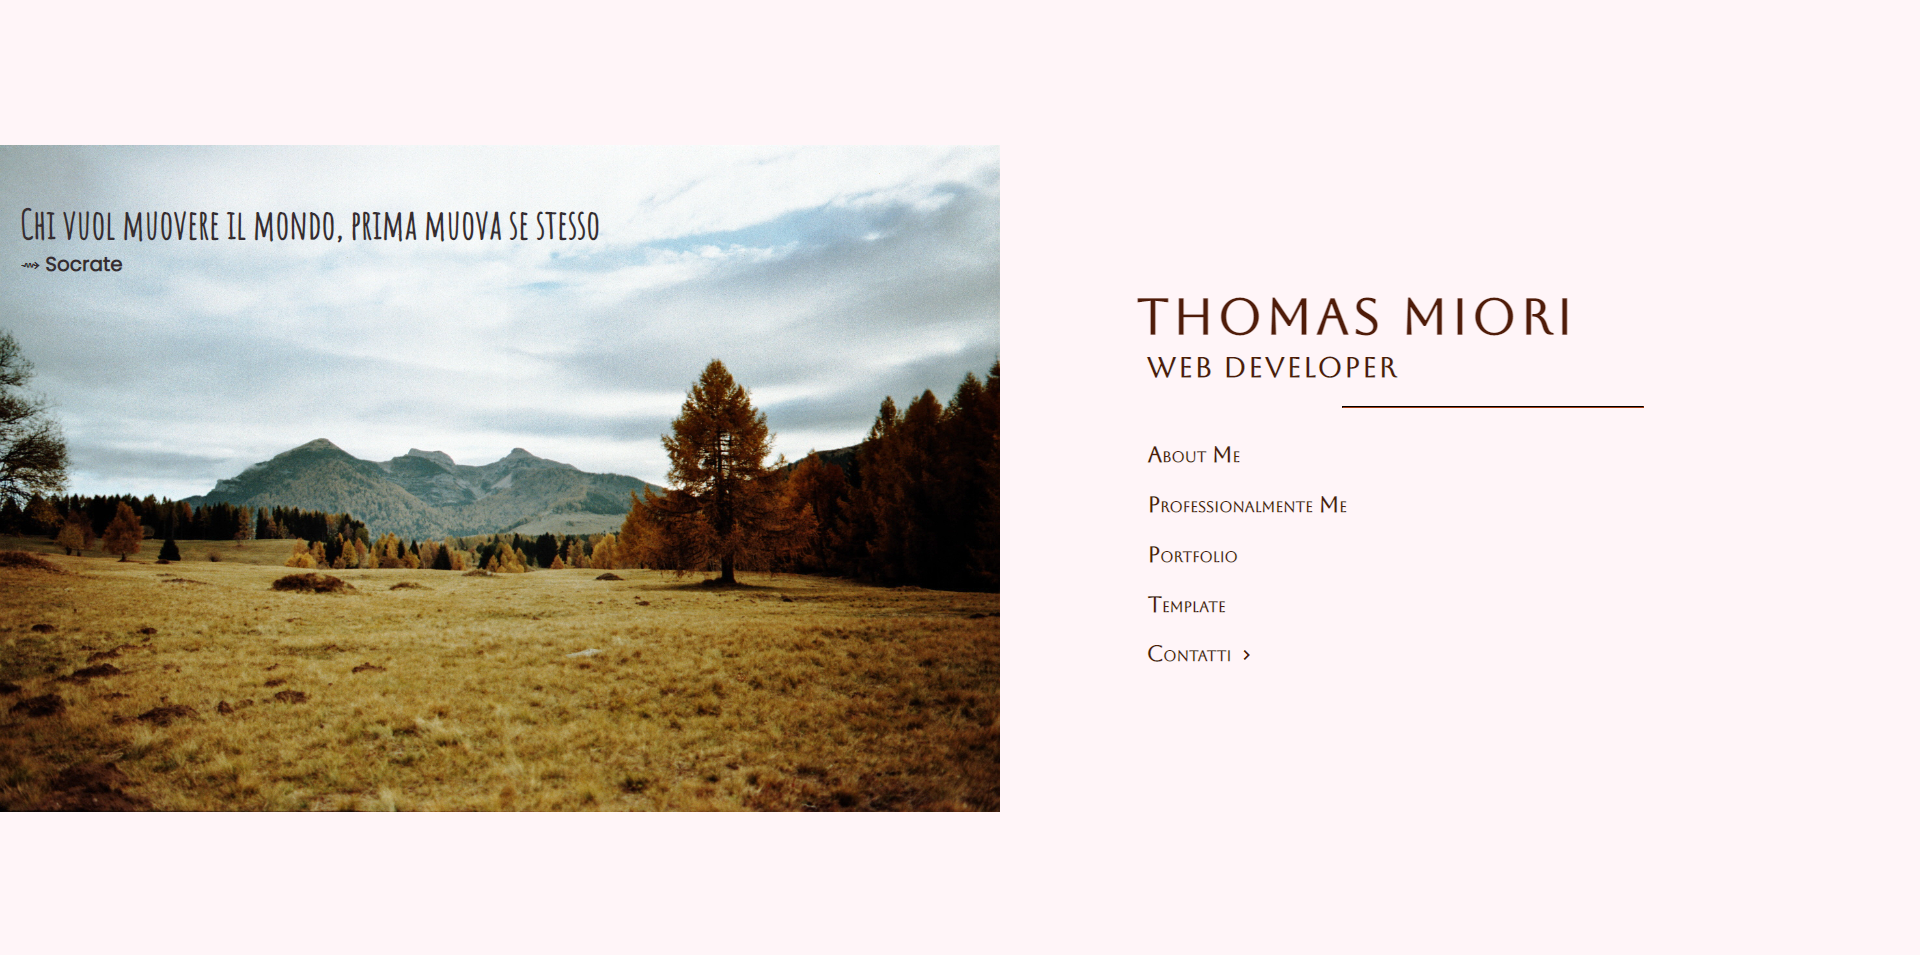 Chi vuol muovere il mondo, prima muova se stesso
⇝ Socrate
THOMAS MIORI
WEB DEVELOPER
About Me
Professionalmente Me
Portfolio
Template
Contatti ›